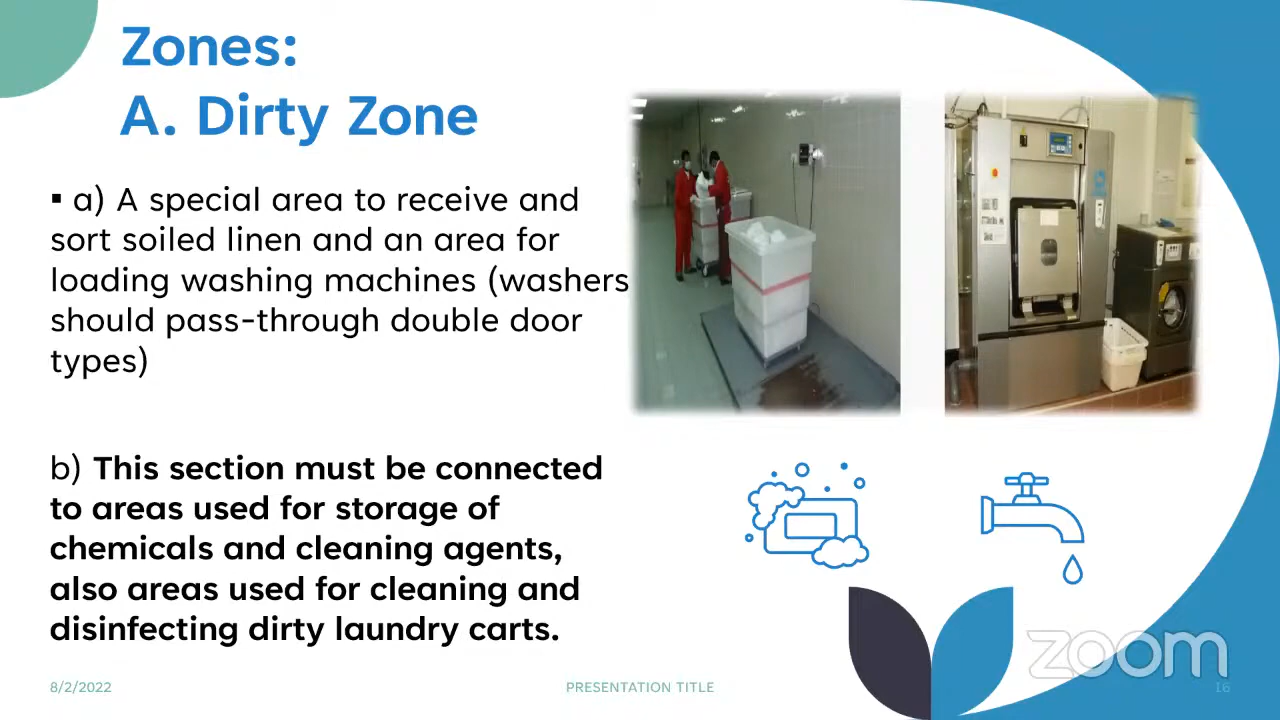 Zones:
A. Dirty Zone
▪ a) A special area to receive and
sort soiled linen and an area for
loading washing machines (washers
should pass-through double door
types)
b) This section must be connected
to areas used for storage of
chemicals and cleaning agents,
also areas used for cleaning and
disinfecting dirty laundry carts.
zoom
8/2/2022
PRESENTATION TITLE
16